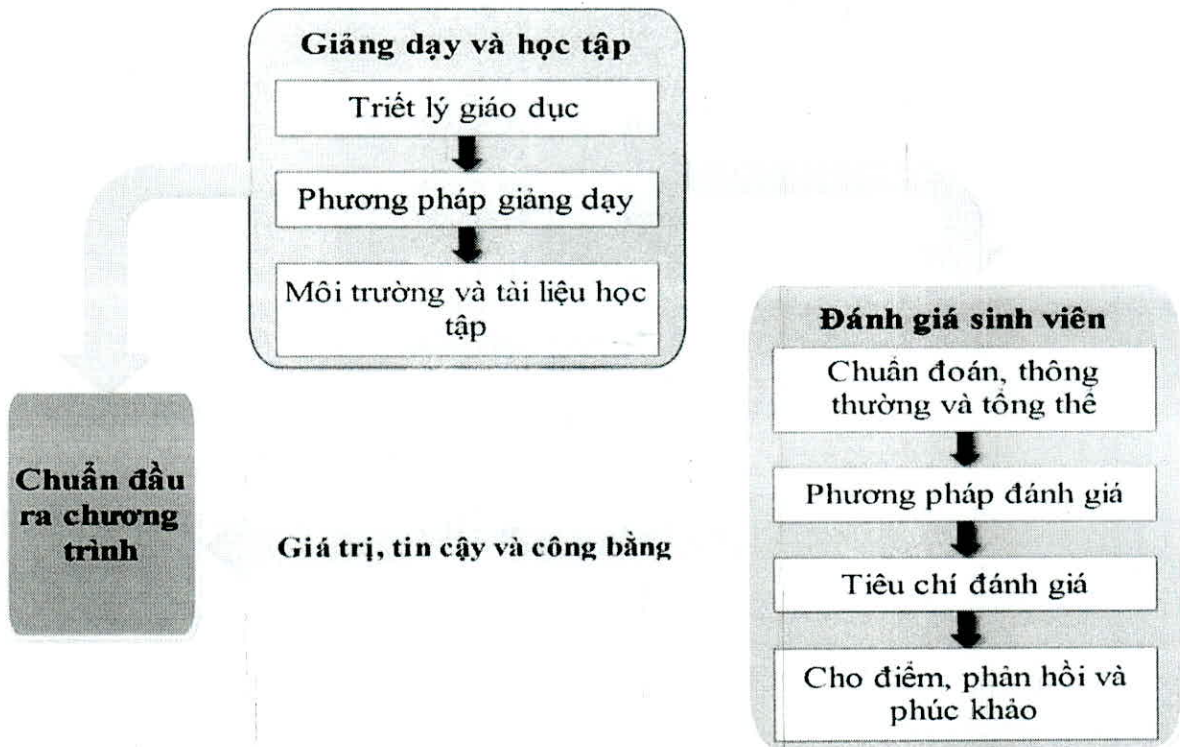 Giảng dạy và học tập
Triết lý giáo dục
Phương pháp giảng dạy
Môi trường và tài liệu học
tập
Đánh giá sinh viên
Chuẩn đoán, thông
thường và tổng thể
Phương pháp đánh giá
Tiêu chí đánh giá
Cho điểm, phản hồi và
phúc khảo
Chuẩn đầu
ra chương
trình
Giá trị, tin cậy và công bằng